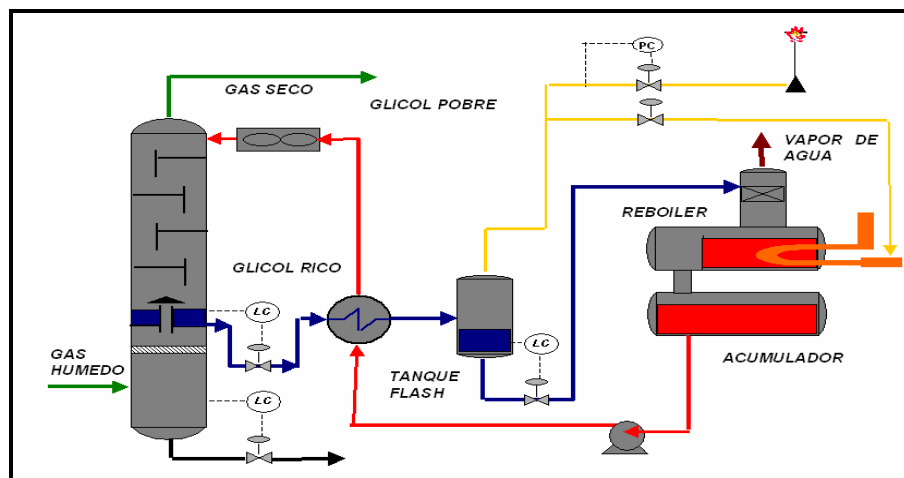 PC
GAS SECO
GLICOL POBRE
VAPOR DE
AGUA
REBOILER
GLICOL RICO
LC
LC
GAS
HUMEDO
TANQUE
FLASH
ACUMULADOR
LC